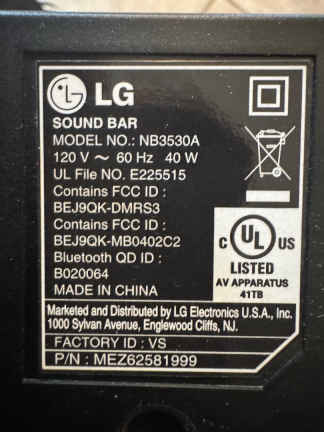 LG
SOUND BAR
MODEL NO.: NB3530A
120 V ~ 60 Hz 40 W
UL File NO. E225515
Contains FCC ID :
BEJ9QK-DMRS3
Contains FCC ID :
BEJ9QK-MB0402C2
Bluetooth QD ID :
B020064
MADE IN CHINA
C UL US
LISTED
AV APPARATUS
41TB
Marketed and Distributed by LG Electronics U.S.A., Inc.
1000 Sylvan Avenue, Englewood Cliffs, NJ.
FACTORY ID : VS
P/N : MEZ62581999